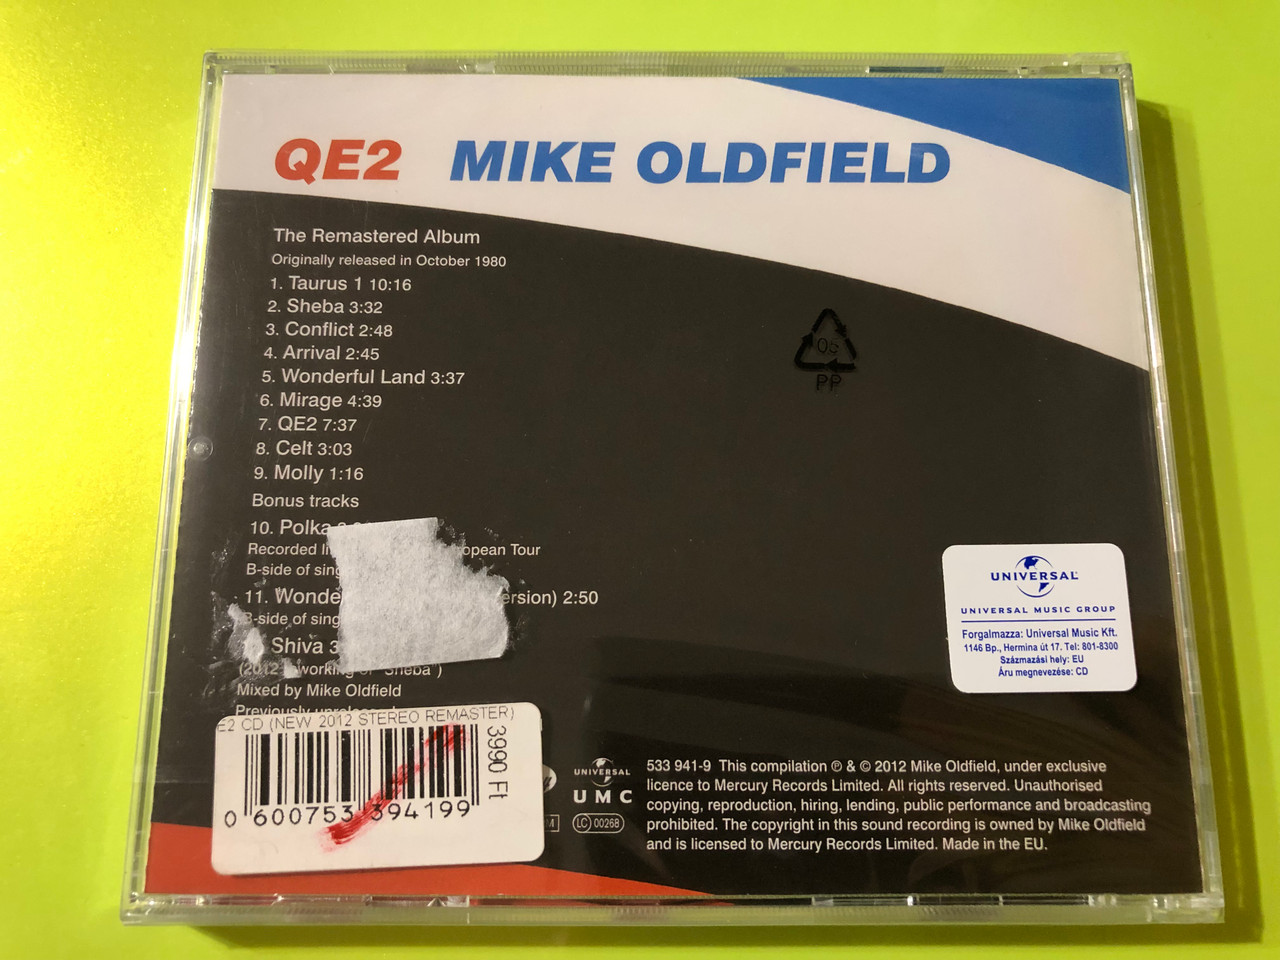 QE2 MIKE OLDFIELD
The Remastered Album
Originally released in October 1980
1. Taurus 1 10:16
2. Sheba 3:32
3. Conflict 2:48
4. Arrival 2:45
5. Wonderful Land 3:37
6. Mirage 4:39
7. QE2 7:37
8. Celt 3:03
9. Molly 1:16
Bonus tracks
10. Polka
Recorded Tour
B-side of
11. 2:50
B-side of
Shiva
of "Sheba")
Mixed by Mike Oldfield
Previously
05
PP
UNIVERSAL
UNIVERSAL MUSIC GROUP
Forgalmazza: Universal Music Kft.
1146 Bp., Hermina út 17. Tel: 801-8300
Származási hely: EU
Áru megnevezése: CD
E2 CD (NEW 2012 STEREO REMASTER)
3990 Ft
0 600753 394199
UNIVERSAL
UMC
LC 00268
533 941-9 This compilation ℗ & © 2012 Mike Oldfield, under exclusive
licence to Mercury Records Limited. All rights reserved. Unauthorised
copying, reproduction, hiring, lending, public performance and broadcasting
prohibited. The copyright in this sound recording is owned by Mike Oldfield
and is licensed to Mercury Records Limited. Made in the EU.